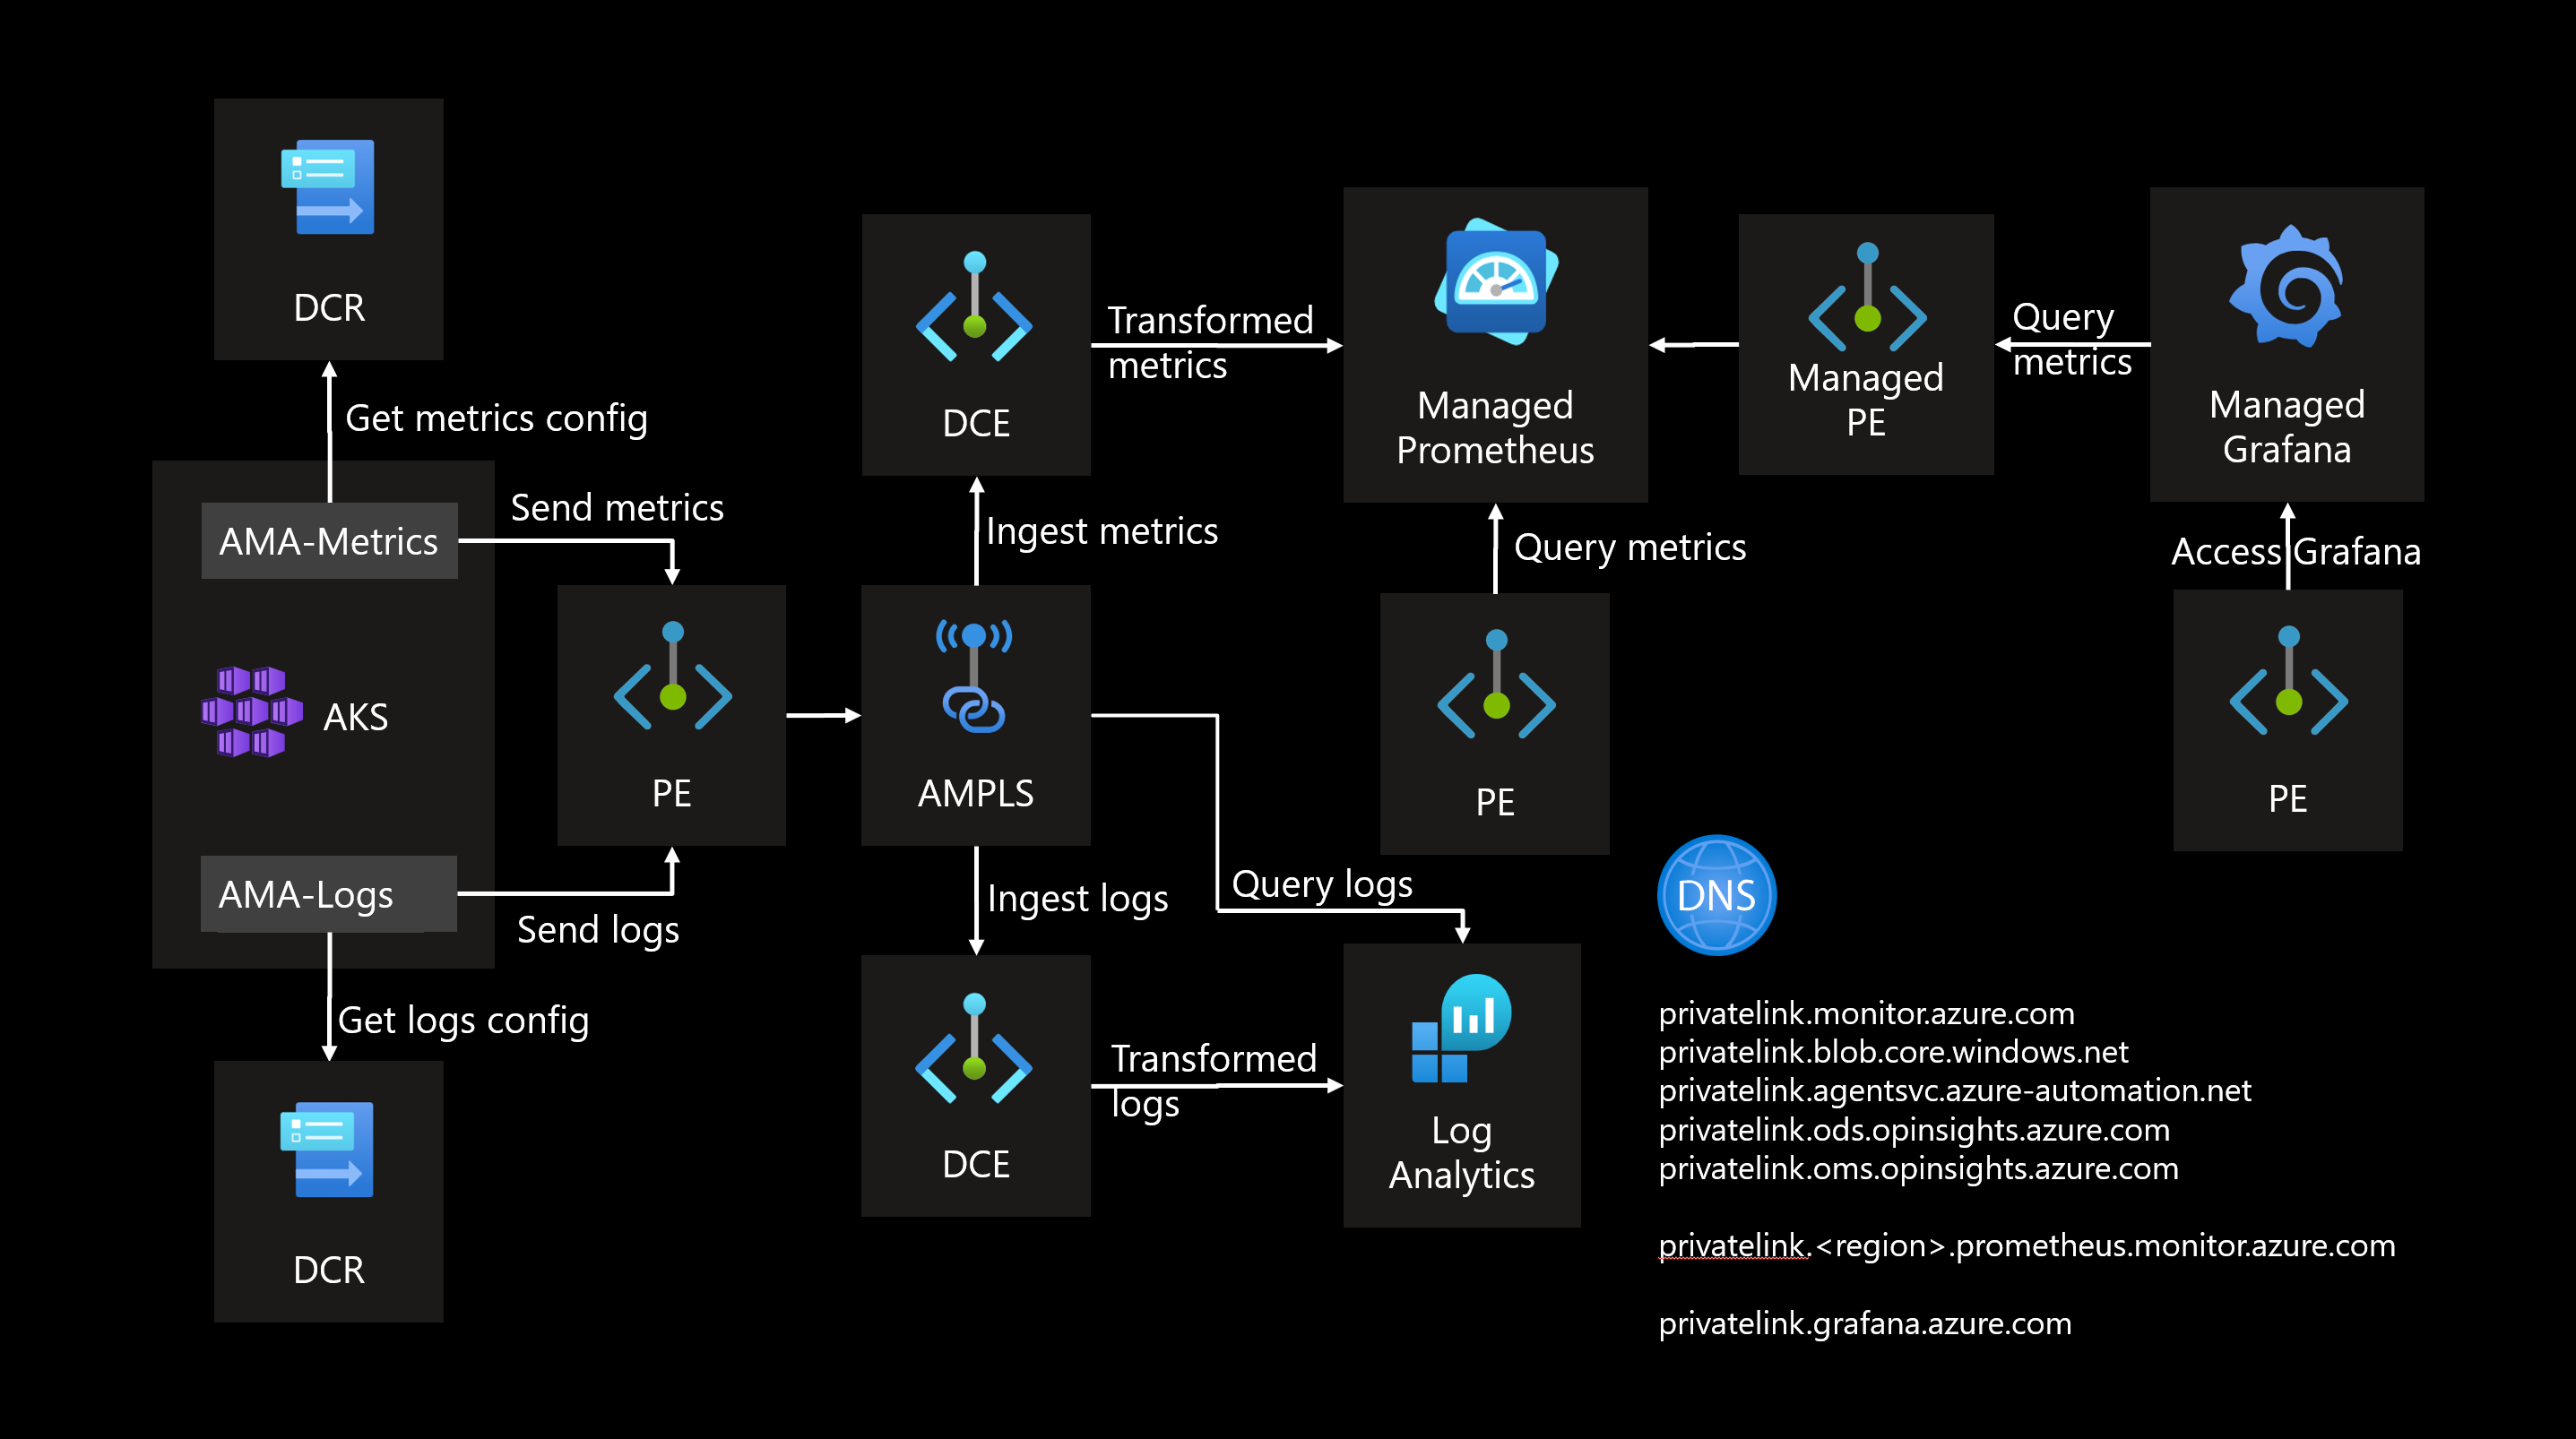 DCR
Get metrics config
AMA-Metrics
Send metrics
AKS
AMA-Logs
Send logs
Get logs config
DCR
PE
DCE
Ingest metrics
AMPLS
Ingest logs
DCE
Transformed
metrics
Query logs
Transformed
logs
Managed
Prometheus
Query metrics
PE
Log
Analytics
Managed
PE
Query
metrics
Managed
Grafana
Access Grafana
PE
DNS
privatelink.monitor.azure.com
privatelink.blob.core.windows.net
privatelink.agentsvc.azure-automation.net
privatelink.ods.opinsights.azure.com
privatelink.oms.opinsights.azure.com
privatelink.<region>.prometheus.monitor.azure.com
privatelink.grafana.azure.com